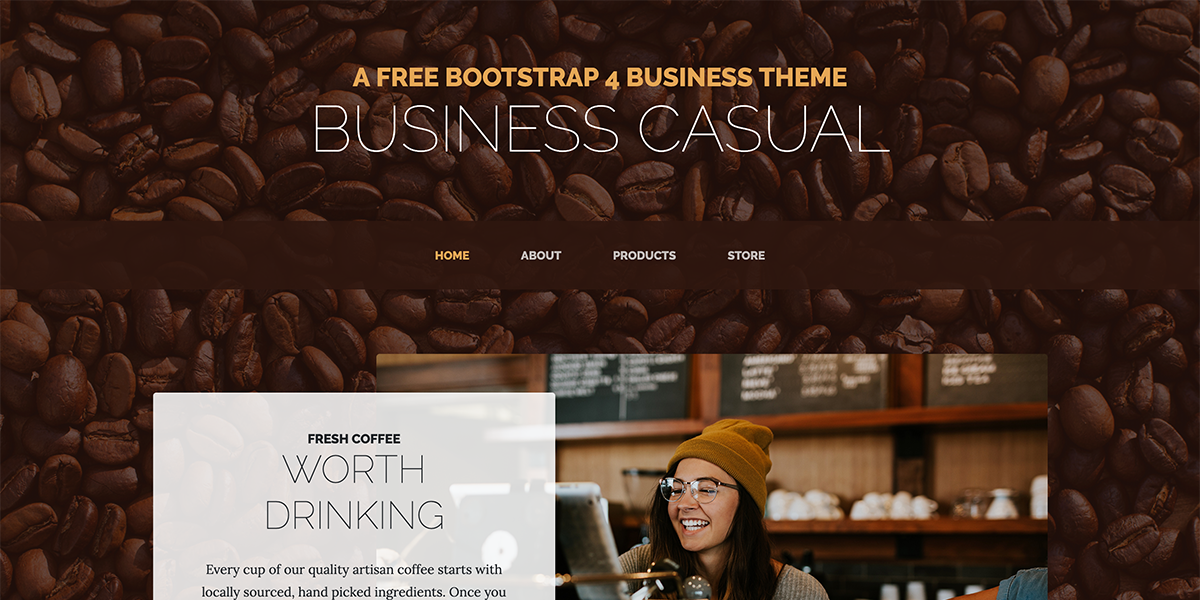 A FREE BOOTSTRAP 4 BUSINESS THEME
BUSINESS CASUAL
HOME ABOUT PRODUCTS STORE
FRESH COFFEE
WORTH
DRINKING
Every cup of our quality artisan coffee starts with
locally sourced, hand picked ingredients. Once you